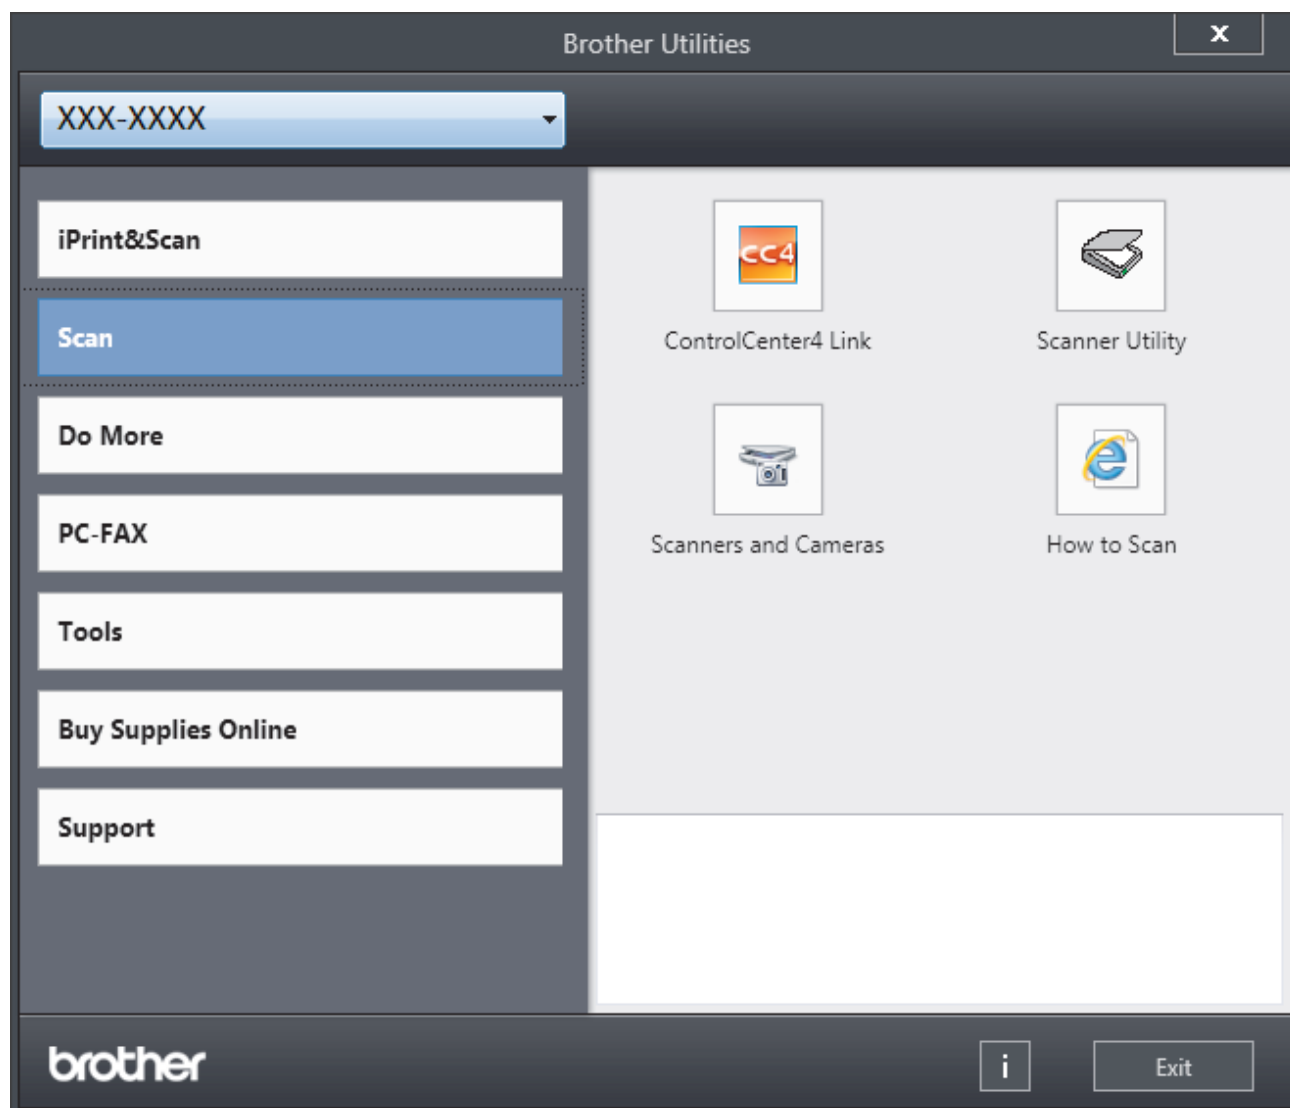 Brother Utilities
x
XXX-XXXX
iPrint&Scan
Scan
Do More
PC-FAX
Tools
Buy Supplies Online
Support
CC4
ControlCenter4 Link
Scanner Utility
Scanners and Cameras
How to Scan
brother
i
Exit